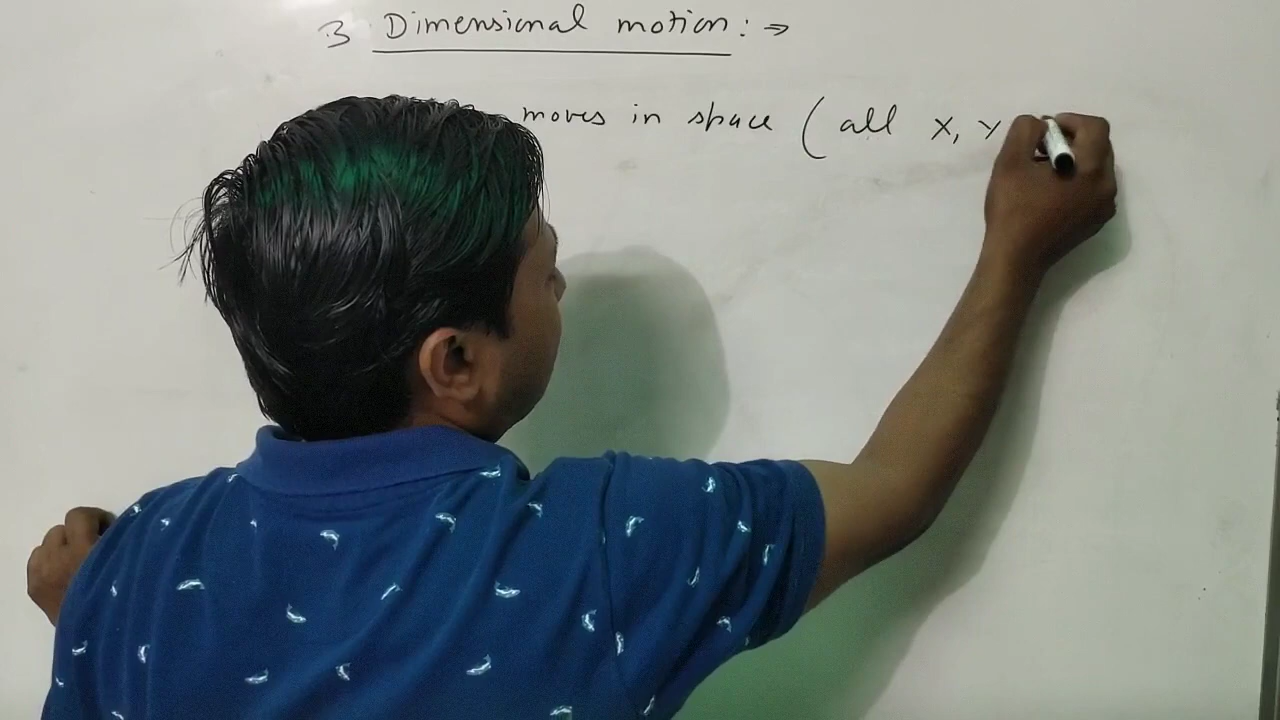 3 Dimensional motion : ⇒
moves in space (all x, y